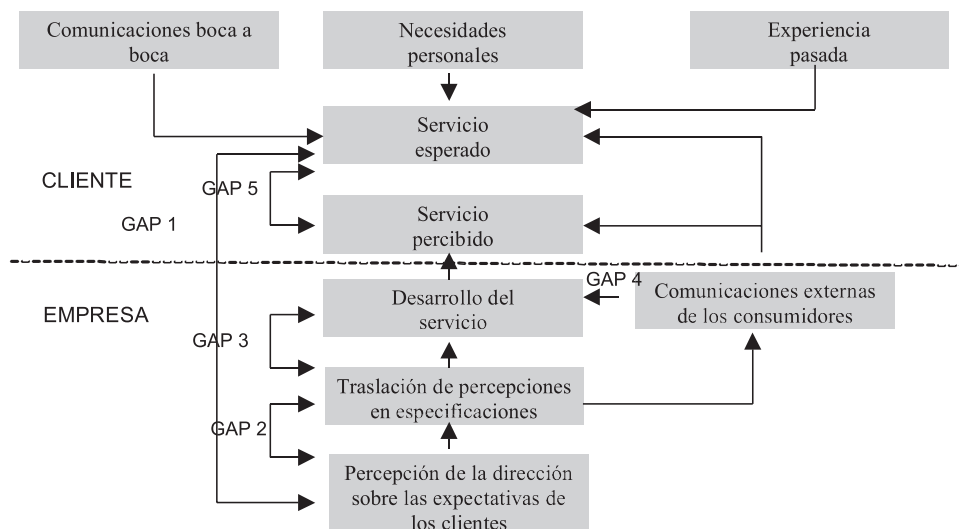 Comunicaciones boca a
boca
Necesidades
personales
Experiencia
pasada
Servicio
esperado
CLIENTE
GAP 5
GAP 1
Servicio
percibido
EMPRESA
Desarrollo del
servicio
GAP 4
Comunicaciones externas
de los consumidores
GAP 3
Traslación de percepciones
en especificaciones
GAP 2
Percepción de la dirección
sobre las expectativas de
los clientes